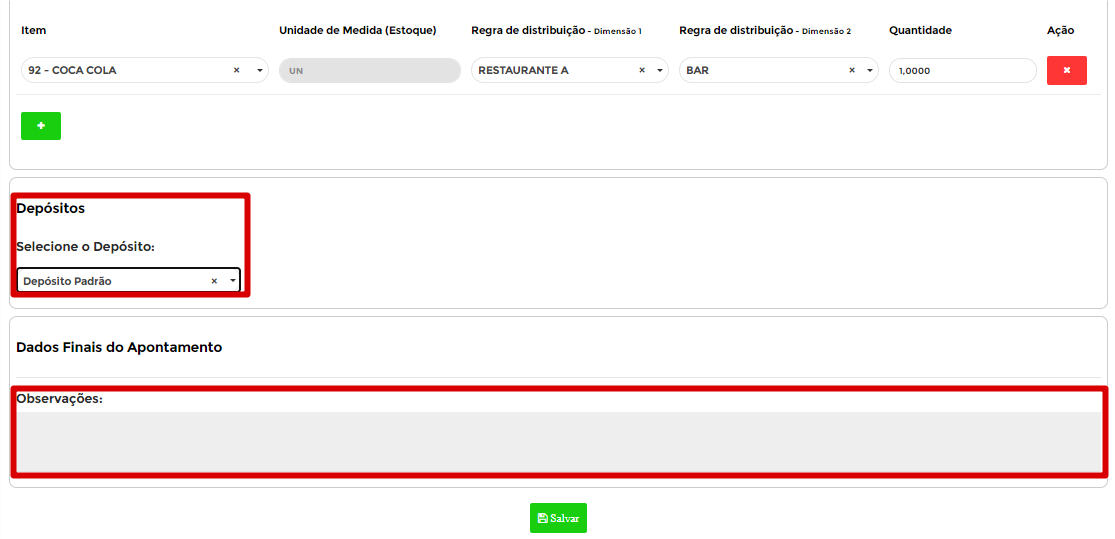 Item Unidade de Medida (Estoque) Regra de distribuição - Dimensão 1 Regra de distribuição - Dimensão 2 Quantidade Ação
92 - COCA COLA × UN RESTAURANTE A × BAR × 1,0000
Depósitos
Selecione o Depósito:
Depósito Padrão ×
Dados Finais do Apontamento
Observações:
Salvar